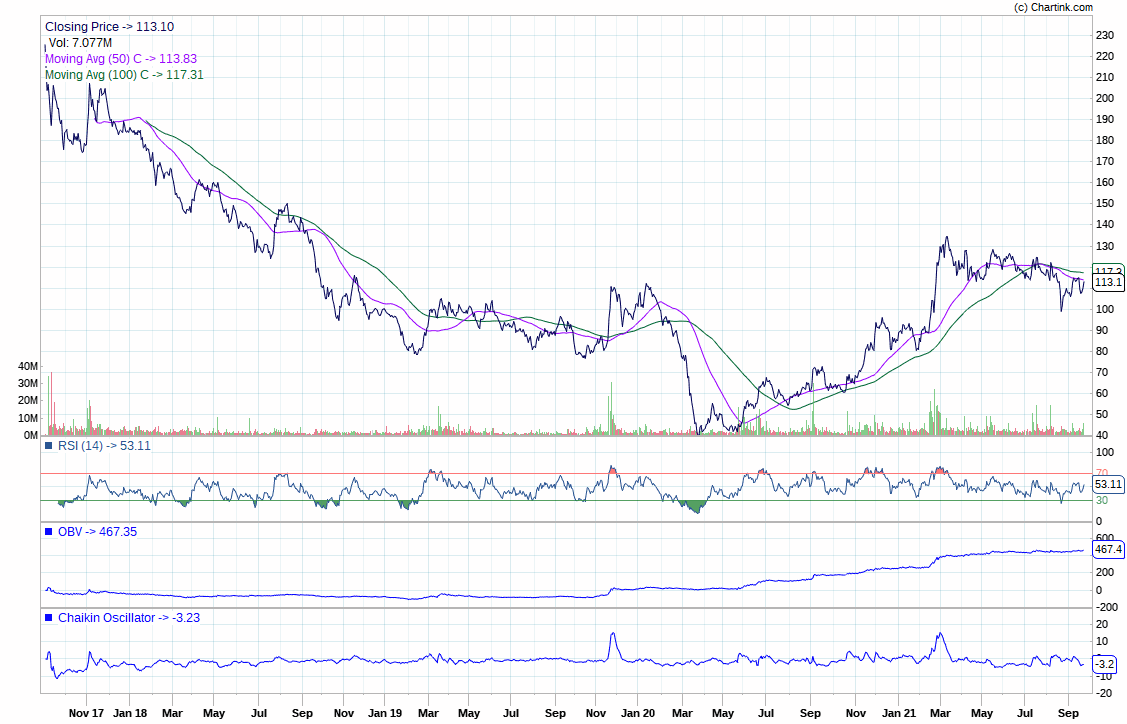 (c) Chartink.com
Closing Price -> 113.10
Vol: 7.077M
Moving Avg (50) C -> 113.83
Moving Avg (100) C -> 117.31
230
220
210
200
190
180
170
160
150
140
130
117.3
113.1
100
90
80
70
60
50
40
40M
30M
20M
10M
0M
RSI (14) -> 53.11
100
70
53.11
30
0
OBV -> 467.35
600
467.4
200
0
-200
Chaikin Oscillator -> -3.23
20
10
-3.2
-10
-20
Nov 17 Jan 18 Mar May Jul Sep Nov Jan 19 Mar May Jul Sep Nov Jan 20 Mar May Jul Sep Nov Jan 21 Mar May Jul Sep